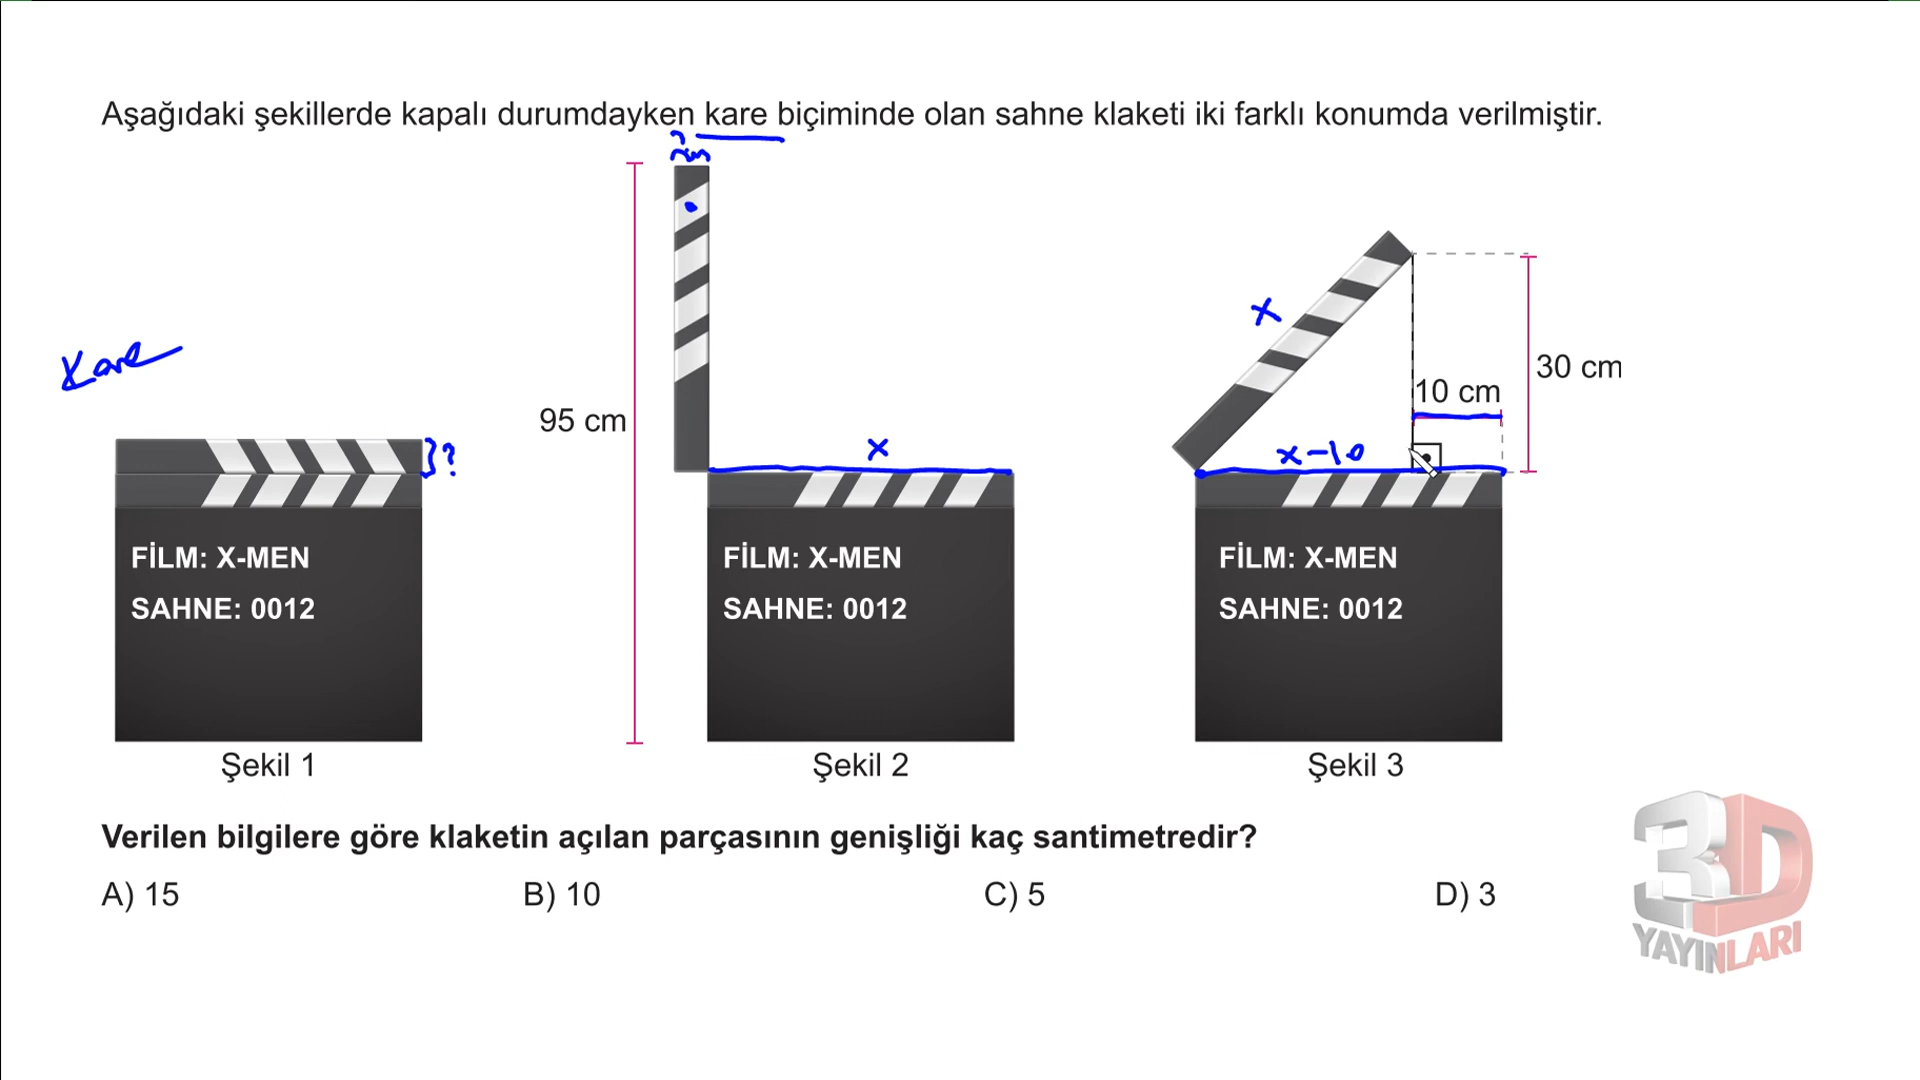 Aşağıdaki şekillerde kapalı durumdayken kare biçiminde olan sahne klaketi iki farklı konumda verilmiştir.
?
Kare
?
FİLM: X-MEN
SAHNE: 0012
Şekil 1
95 cm
x
FİLM: X-MEN
SAHNE: 0012
Şekil 2
x
30 cm
10 cm
x-10
FİLM: X-MEN
SAHNE: 0012
Şekil 3
Verilen bilgilere göre klaketin açılan parçasının genişliği kaç santimetredir?
A) 15 B) 10 C) 5 D) 3
3D
YAYINLARI